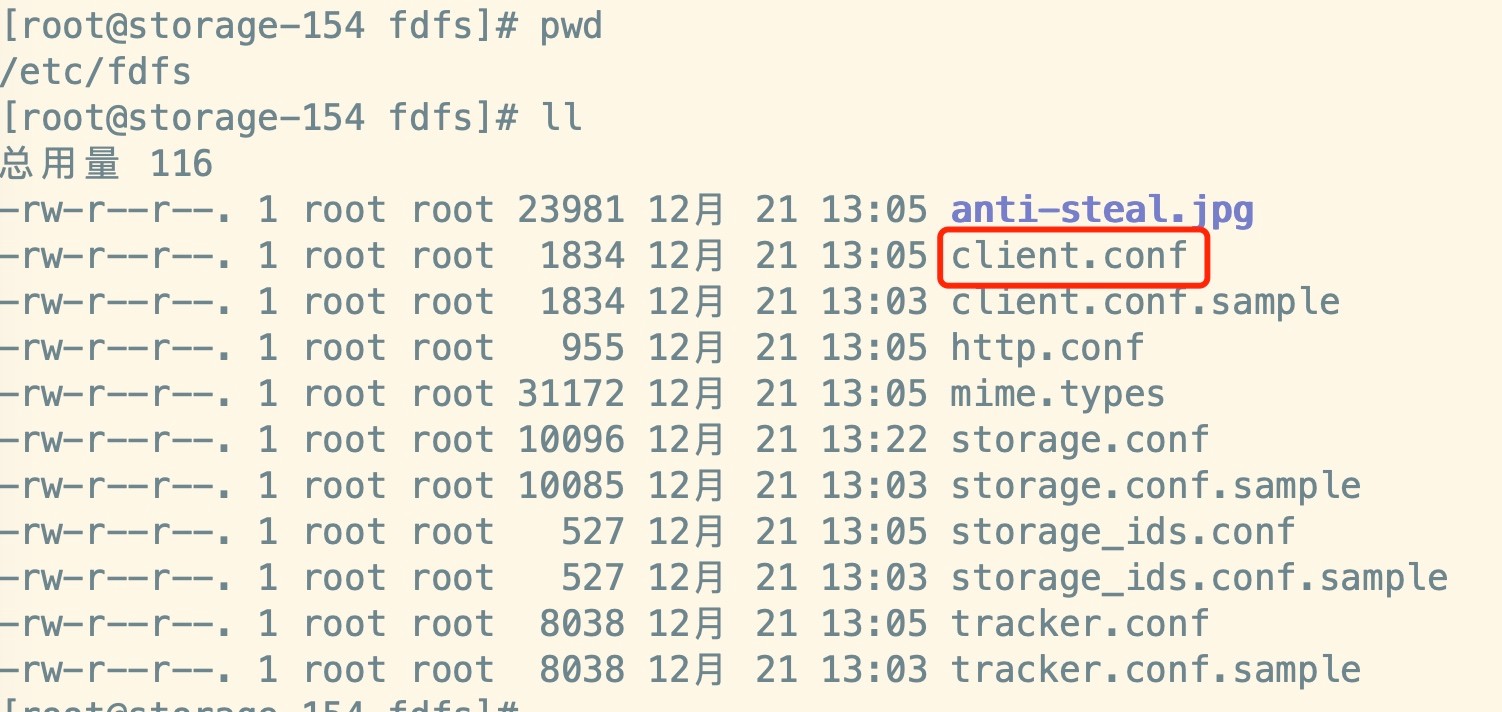 [root@storage-154 fdfs]# pwd
/etc/fdfs
[root@storage-154 fdfs]# ll
总用量 116
-rw-r--r--. 1 root root 23981 12月 21 13:05 anti-steal.jpg
-rw-r--r--. 1 root root 1834 12月 21 13:05 client.conf
-rw-r--r--. 1 root root 1834 12月 21 13:03 client.conf.sample
-rw-r--r--. 1 root root 955 12月 21 13:05 http.conf
-rw-r--r--. 1 root root 31172 12月 21 13:05 mime.types
-rw-r--r--. 1 root root 10096 12月 21 13:22 storage.conf
-rw-r--r--. 1 root root 10085 12月 21 13:03 storage.conf.sample
-rw-r--r--. 1 root root 527 12月 21 13:05 storage_ids.conf
-rw-r--r--. 1 root root 527 12月 21 13:03 storage_ids.conf.sample
-rw-r--r--. 1 root root 8038 12月 21 13:05 tracker.conf
-rw-r--r--. 1 root root 8038 12月 21 13:03 tracker.conf.sample
[root@storage-154 fdfs]#